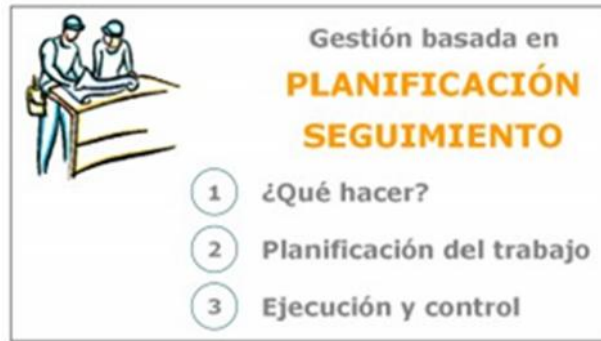 Gestión basada en
PLANIFICACIÓN
SEGUIMIENTO
1 ¿Qué hacer?
2 Planificación del trabajo
3 Ejecución y control